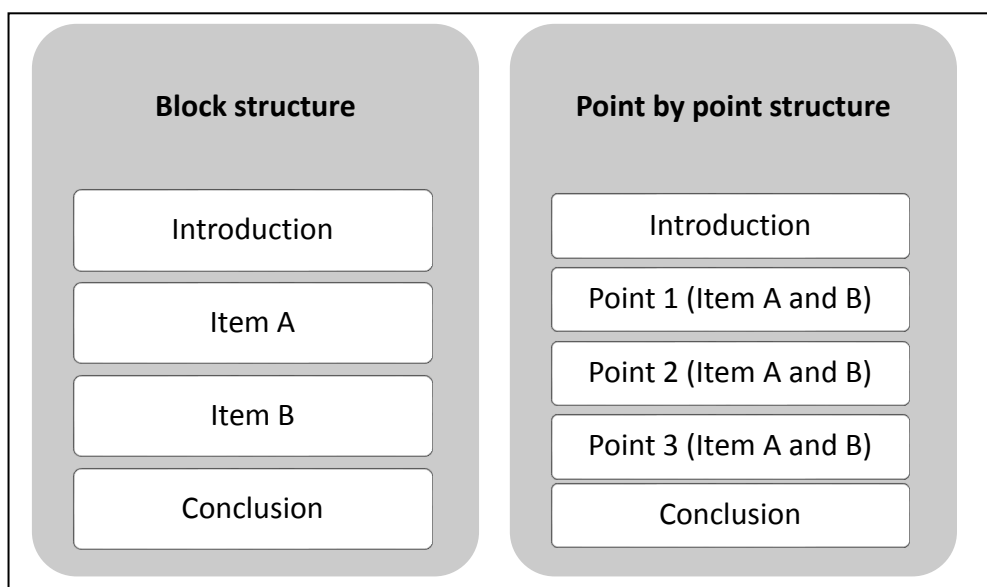 Block structure
Introduction
Item A
Item B
Conclusion
Point by point structure
Introduction
Point 1 (Item A and B)
Point 2 (Item A and B)
Point 3 (Item A and B)
Conclusion